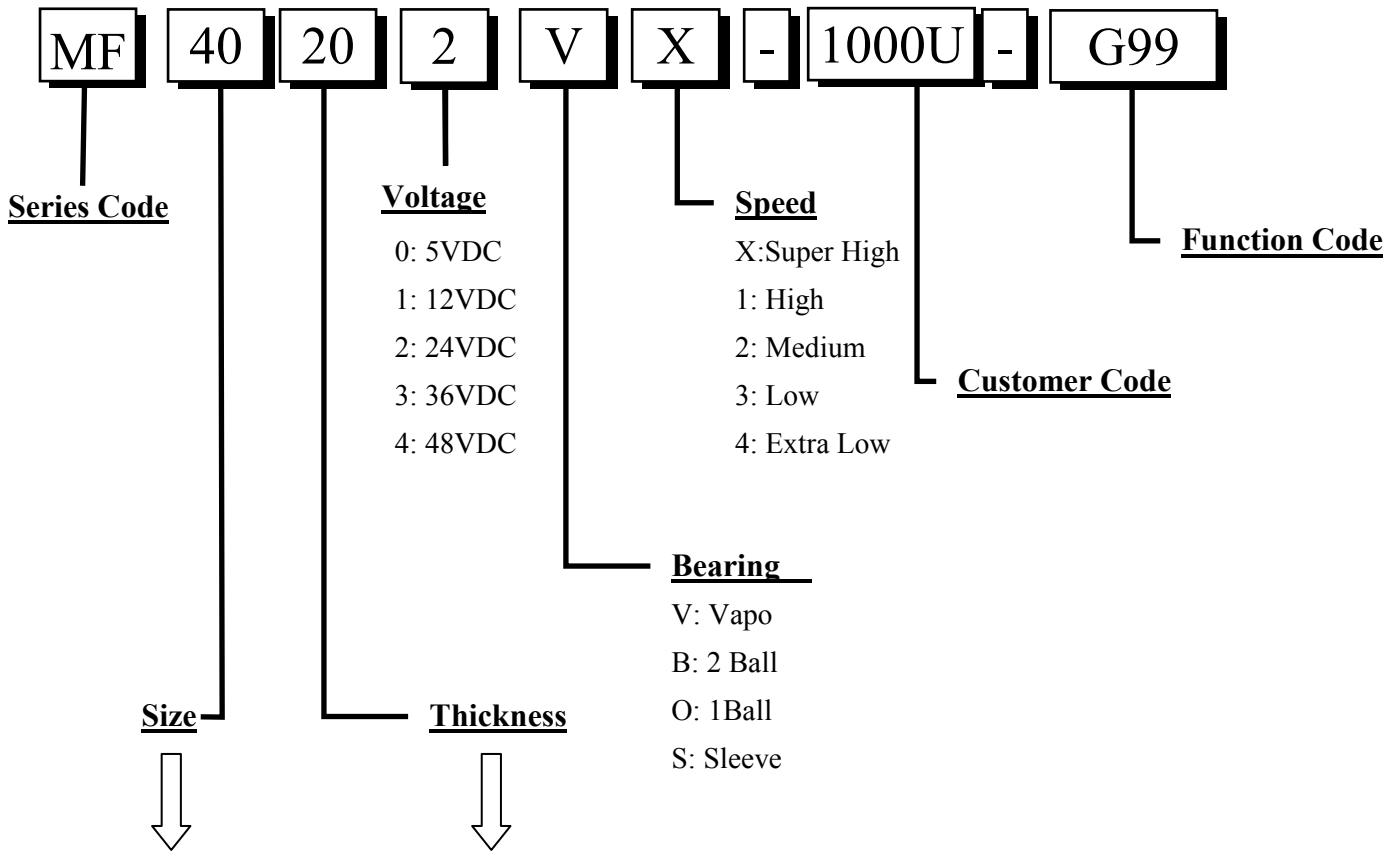 MF 40 20 2 V X - 1000U - G99
Series Code
Voltage
0: 5VDC
1: 12VDC
2: 24VDC
3: 36VDC
4: 48VDC
Speed
X:Super High
1: High
2: Medium
3: Low
4: Extra Low
Function Code
Customer Code
Bearing
V: Vapo
B: 2 Ball
O: 1Ball
S: Sleeve
Size
Thickness